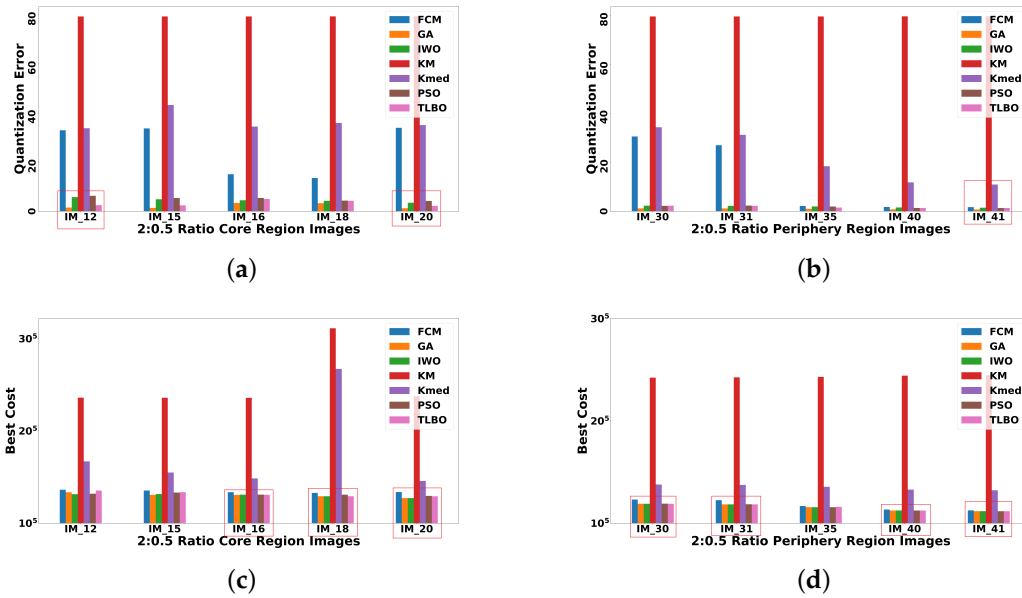 80
60
40
20
0
Quantization Error
FCM
GA
IWO
KM
Kmed
PSO
TLBO
IM_12 IM_15 IM_16 IM_18 IM_20
2:0.5 Ratio Core Region Images
(a)
80
60
40
20
0
Quantization Error
FCM
GA
IWO
KM
Kmed
PSO
TLBO
IM_30 IM_31 IM_35 IM_40 IM_41
2:0.5 Ratio Periphery Region Images
(b)
30⁵
20⁵
10⁵
Best Cost
FCM
GA
IWO
KM
Kmed
PSO
TLBO
IM_12 IM_15 IM_16 IM_18 IM_20
2:0.5 Ratio Core Region Images
(c)
30⁵
20⁵
10⁵
Best Cost
FCM
GA
IWO
KM
Kmed
PSO
TLBO
IM_30 IM_31 IM_35 IM_40 IM_41
2:0.5 Ratio Periphery Region Images
(d)